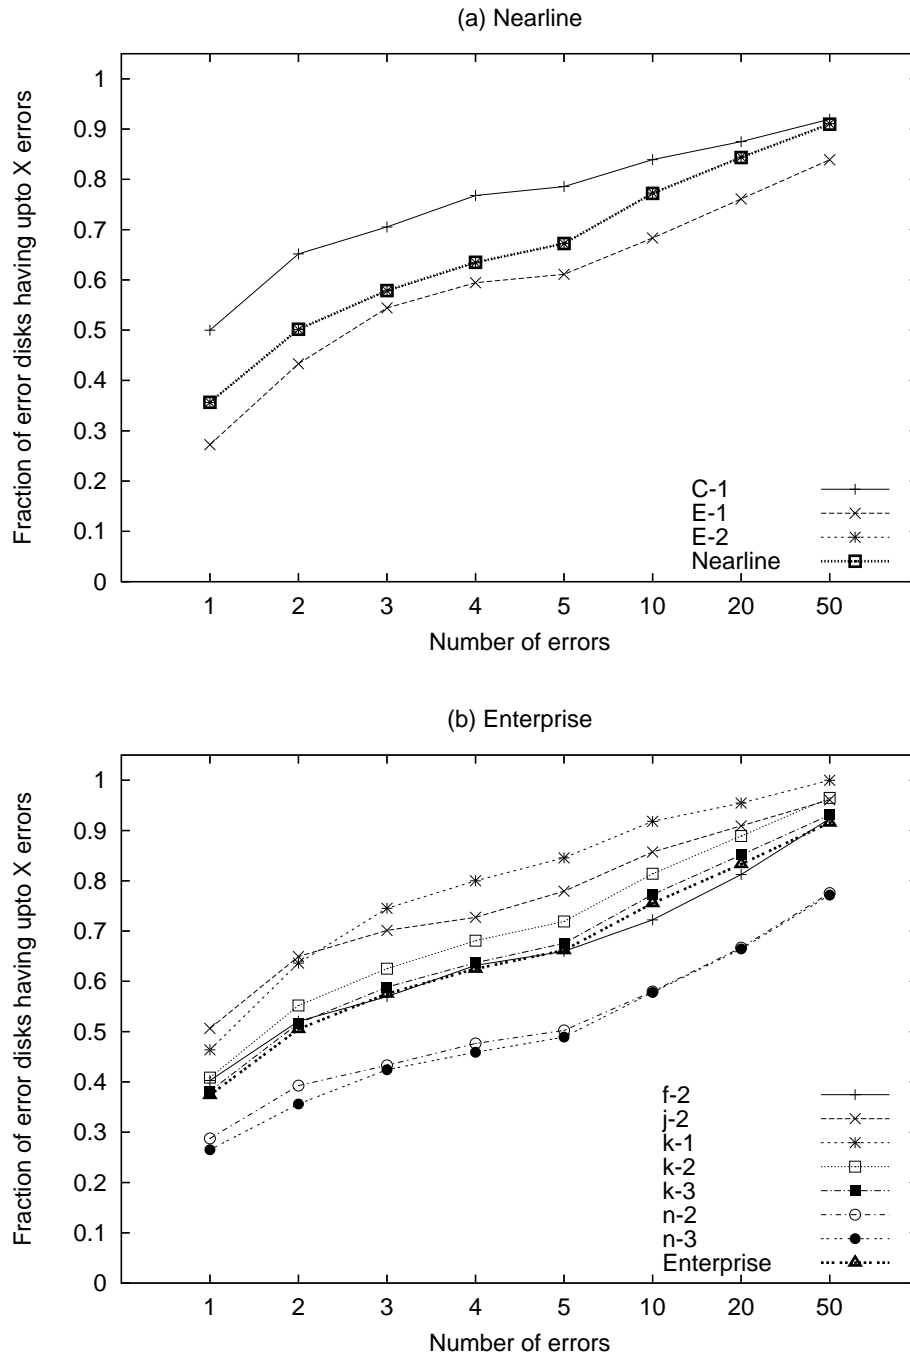 (a) Nearline
Fraction of error disks having upto X errors
1
0.9
0.8
0.7
0.6
0.5
0.4
0.3
0.2
0.1
0
C-1
E-1
E-2
Nearline
1 2 3 4 5 10 20 50
Number of errors
(b) Enterprise
Fraction of error disks having upto X errors
1
0.9
0.8
0.7
0.6
0.5
0.4
0.3
0.2
0.1
0
f-2
j-2
k-1
k-2
k-3
n-2
n-3
Enterprise
1 2 3 4 5 10 20 50
Number of errors